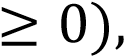 ≥ 0),